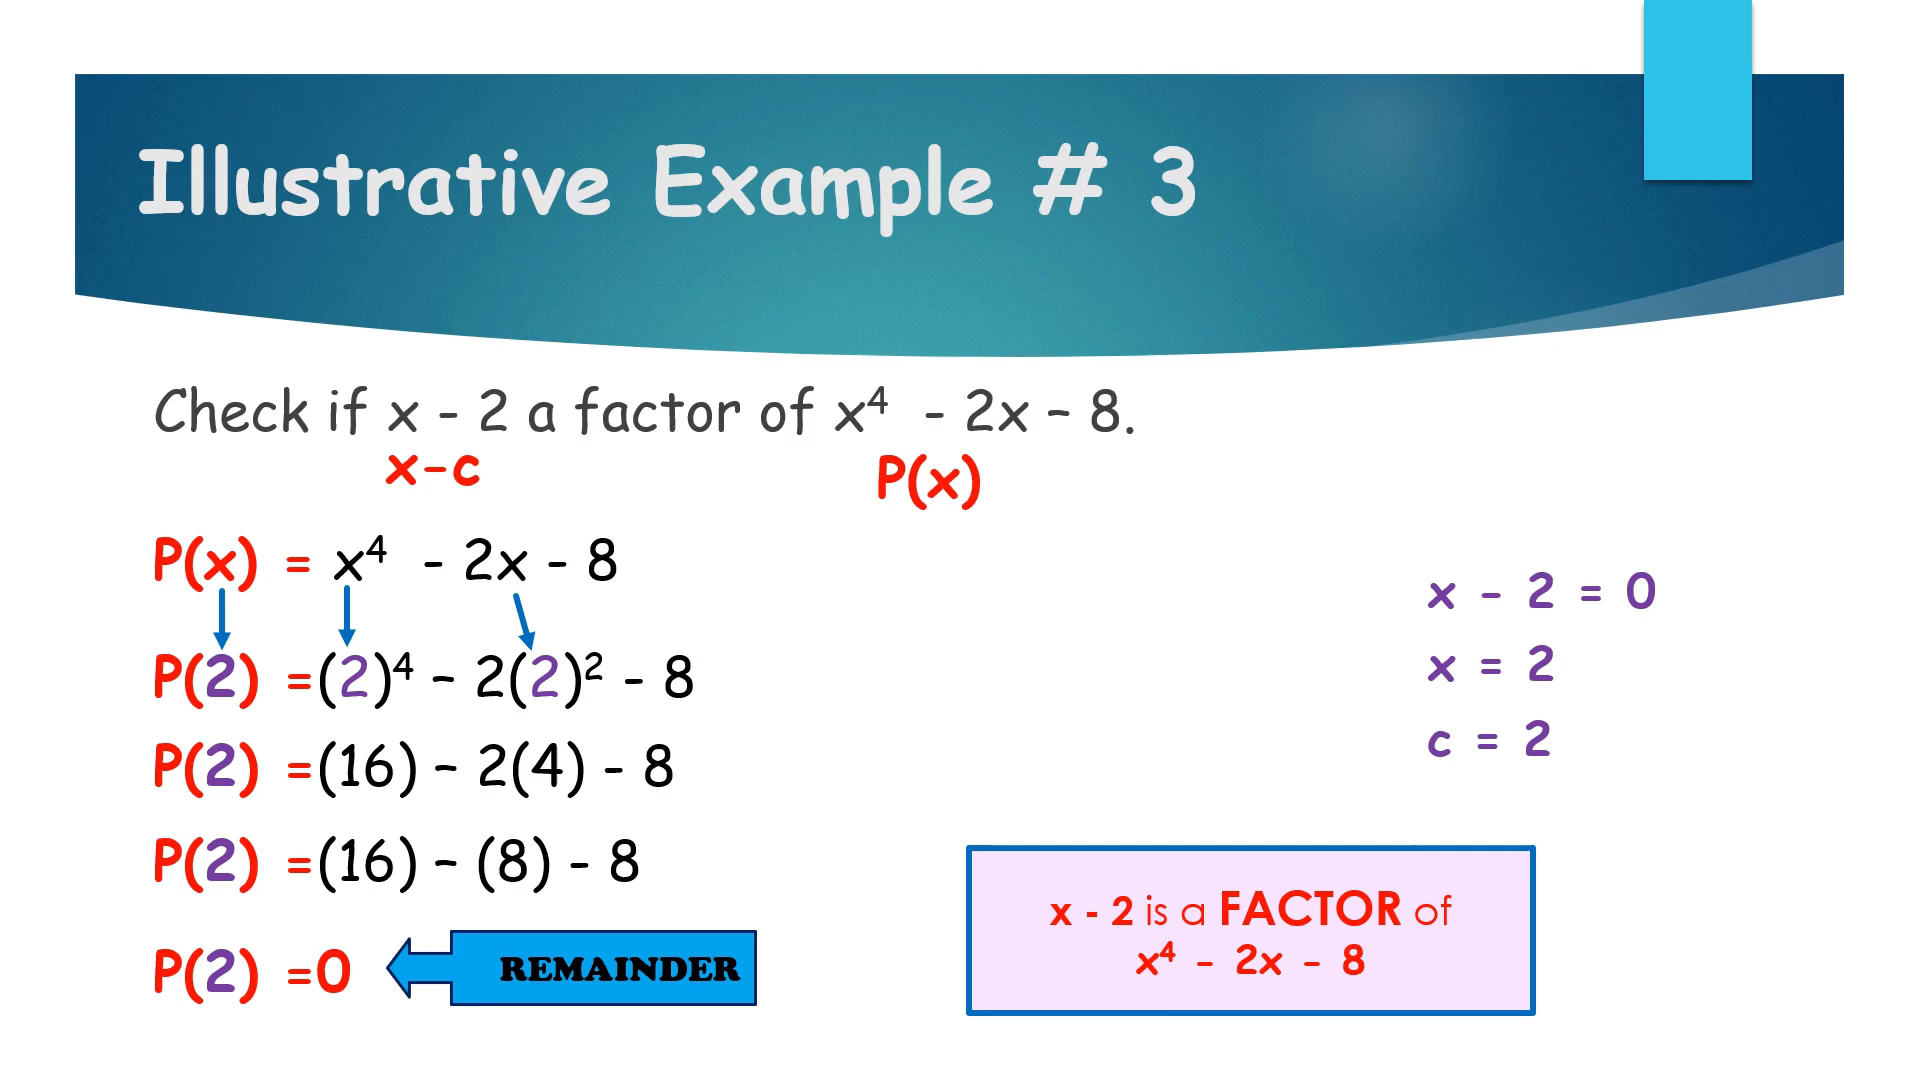 Illustrative Example # 3
Check if x - 2 a factor of x⁴ - 2x – 8.
x–c
P(x)
P(x) = x⁴ - 2x - 8
P(2) =(2)⁴ – 2(2)² - 8
P(2) =(16) – 2(4) - 8
P(2) =(16) – (8) - 8
P(2) =0
REMAINDER
x - 2 = 0
x = 2
c = 2
x - 2 is a FACTOR of
x⁴ - 2x - 8